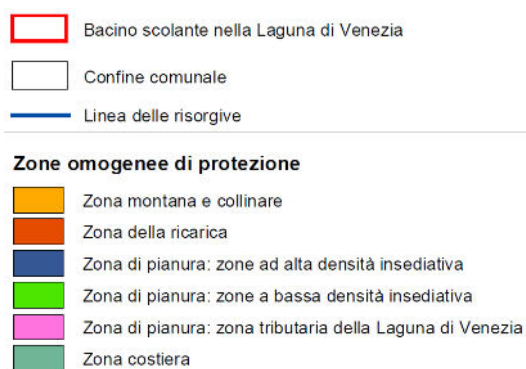 Bacino scolante nella Laguna di Venezia
Confine comunale
Linea delle risorgive
Zone omogenee di protezione
Zona montana e collinare
Zona della ricarica
Zona di pianura: zone ad alta densità insediativa
Zona di pianura: zone a bassa densità insediativa
Zona di pianura: zona tributaria della Laguna di Venezia
Zona costiera